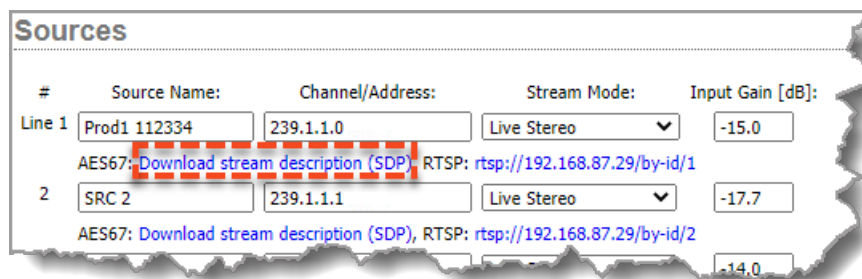 Sources
# Source Name: Channel/Address: Stream Mode: Input Gain [dB]:
Line 1 Prod1 112334 239.1.1.0 Live Stereo -15.0
AES67: Download stream description (SDP), RTSP: rtsp://192.168.87.29/by-id/1
2 SRC 2 239.1.1.1 Live Stereo -17.7
AES67: Download stream description (SDP), RTSP: rtsp://192.168.87.29/by-id/2
-14.0